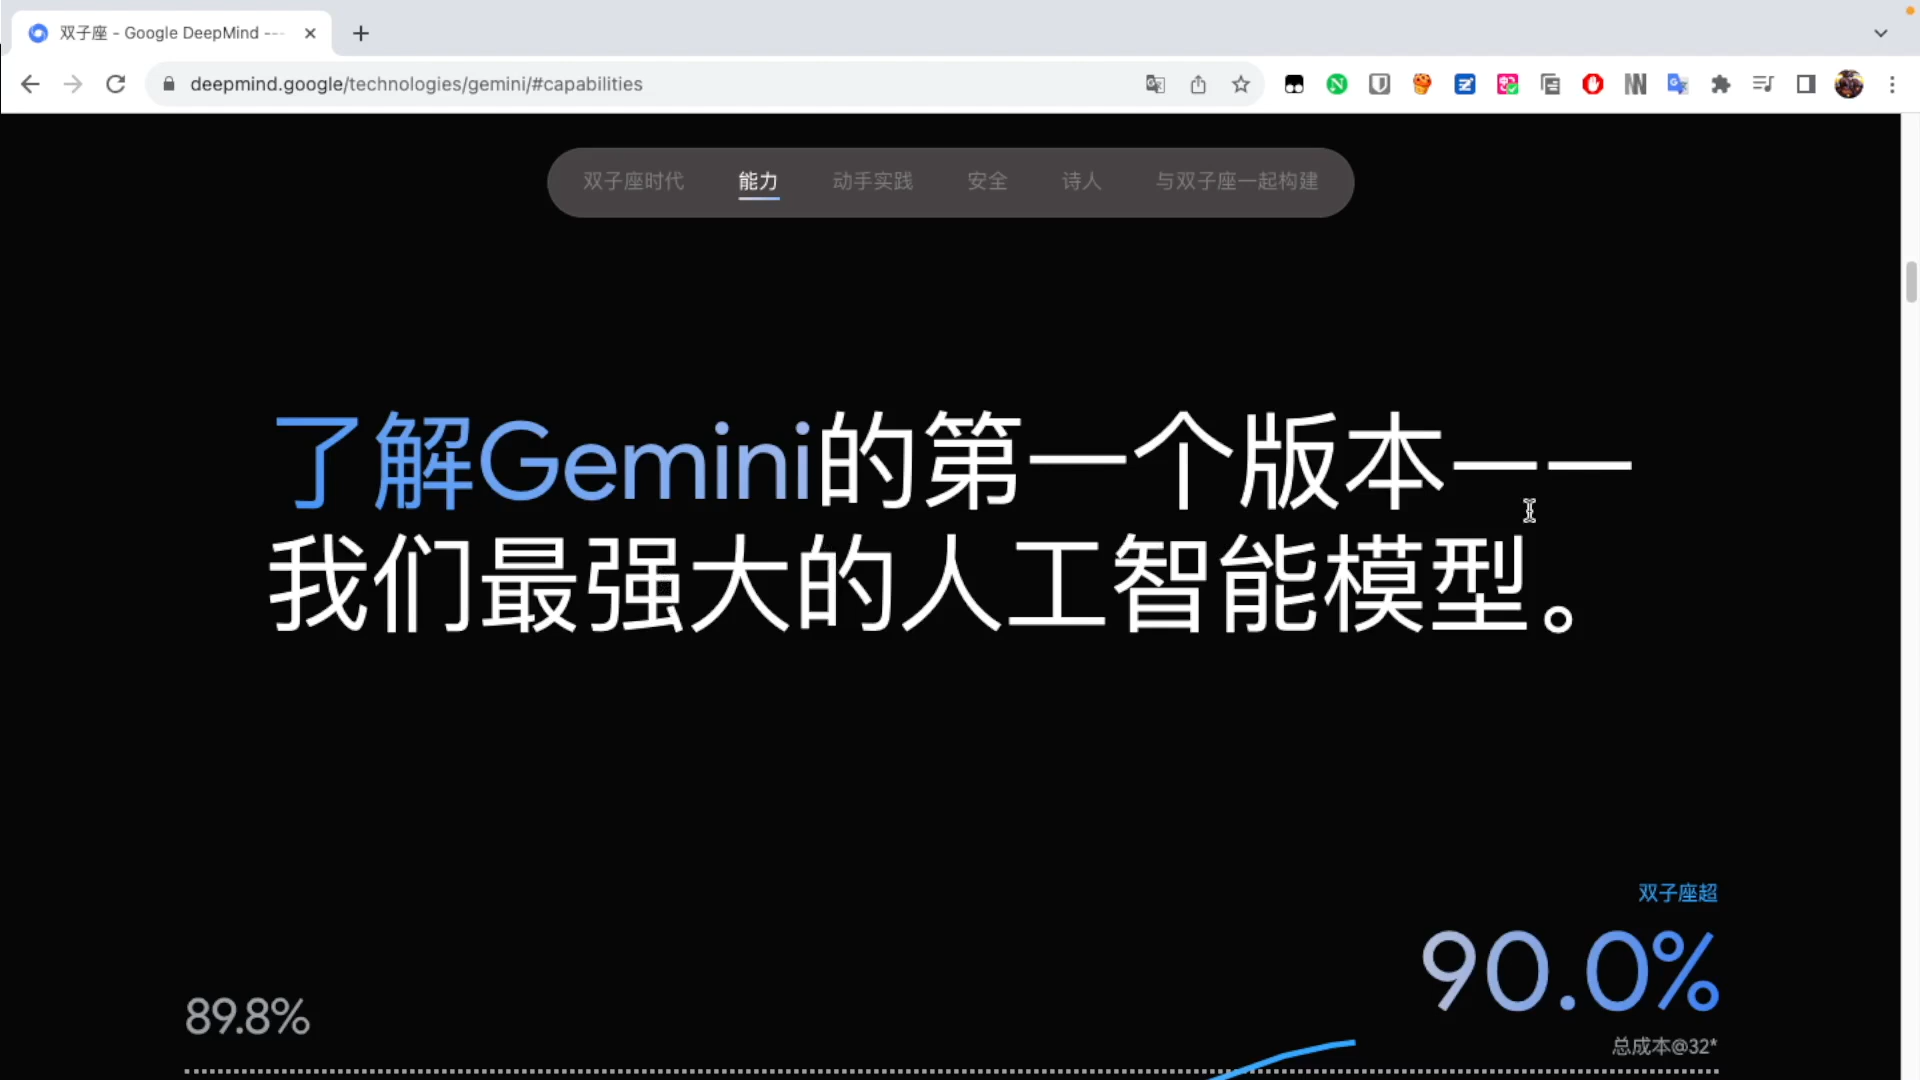 双子座 - Google DeepMind ---
deepmind.google/technologies/gemini/#capabilities
双子座时代
能力
动手实践
安全
诗人
与双子座一起构建
了解Gemini的第一个版本——
我们最强大的人工智能模型。
双子座超
90.0%
89.8%
总成本@32*